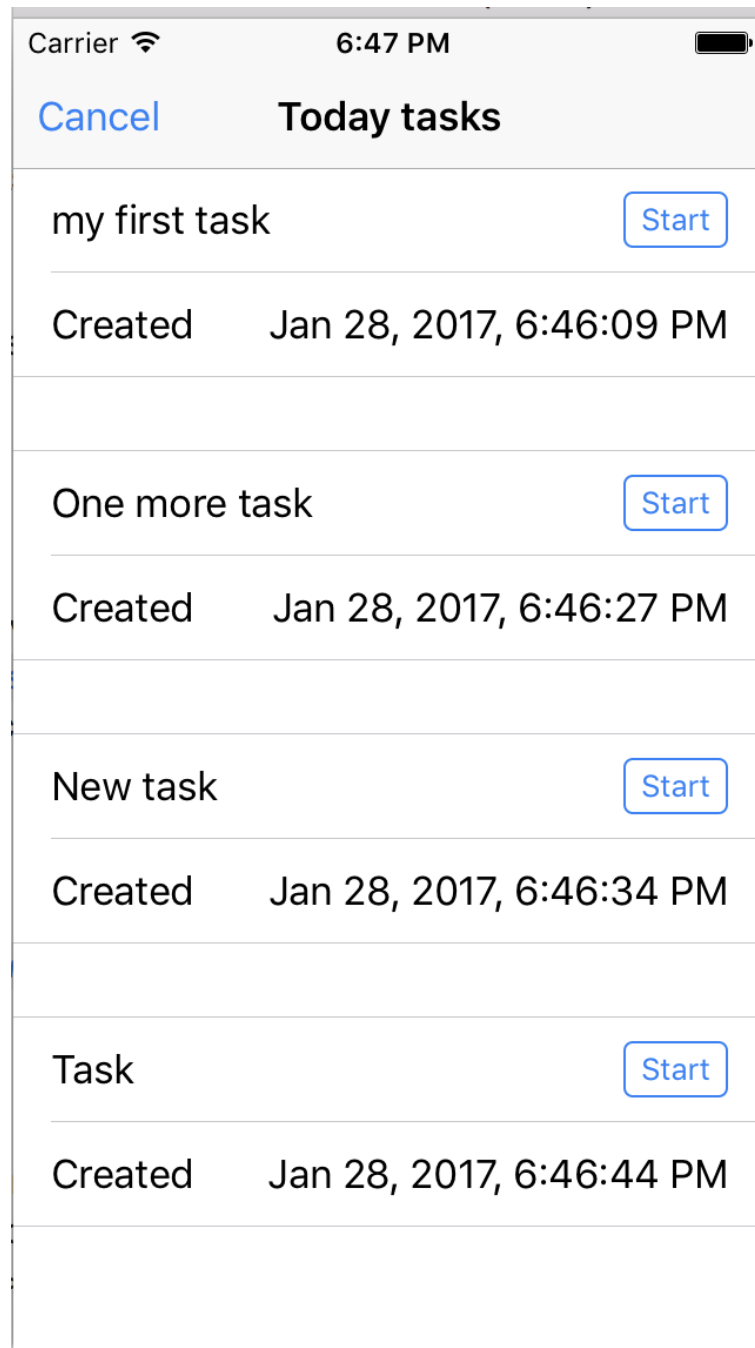 Carrier 6:47 PM
Cancel Today tasks
my first task Start
Created Jan 28, 2017, 6:46:09 PM
One more task Start
Created Jan 28, 2017, 6:46:27 PM
New task Start
Created Jan 28, 2017, 6:46:34 PM
Task Start
Created Jan 28, 2017, 6:46:44 PM